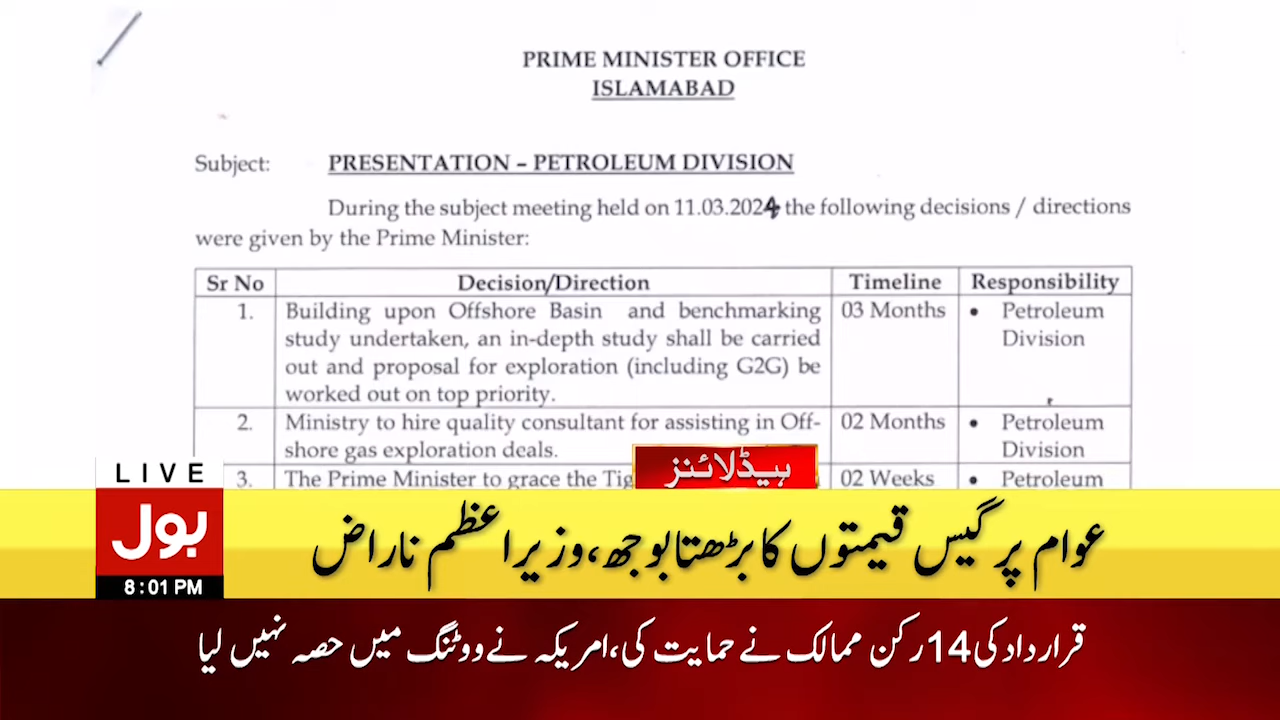 PRIME MINISTER OFFICE
ISLAMABAD
Subject: PRESENTATION – PETROLEUM DIVISION
During the subject meeting held on 11.03.2024 the following decisions / directions
were given by the Prime Minister:
Sr No Decision/Direction Timeline Responsibility
1. Building upon Offshore Basin and benchmarking 03 Months • Petroleum
study undertaken, an in-depth study shall be carried Division
out and proposal for exploration (including G2G) be
worked out on top priority.
2. Ministry to hire quality consultant for assisting in Off- 02 Months • Petroleum
shore gas exploration deals. Division
3. The Prime Minister to grace the 02 Weeks • Petroleum
ہیڈلائنز
LIVE
بول
8:01 PM
عوام پر گیس قیمتوں کا بڑھتا بوجھ، وزیراعظم ناراض
قرارداد کی 14 رکن ممالک نے حمایت کی، امریکہ نے ووٹنگ میں حصہ نہیں لیا